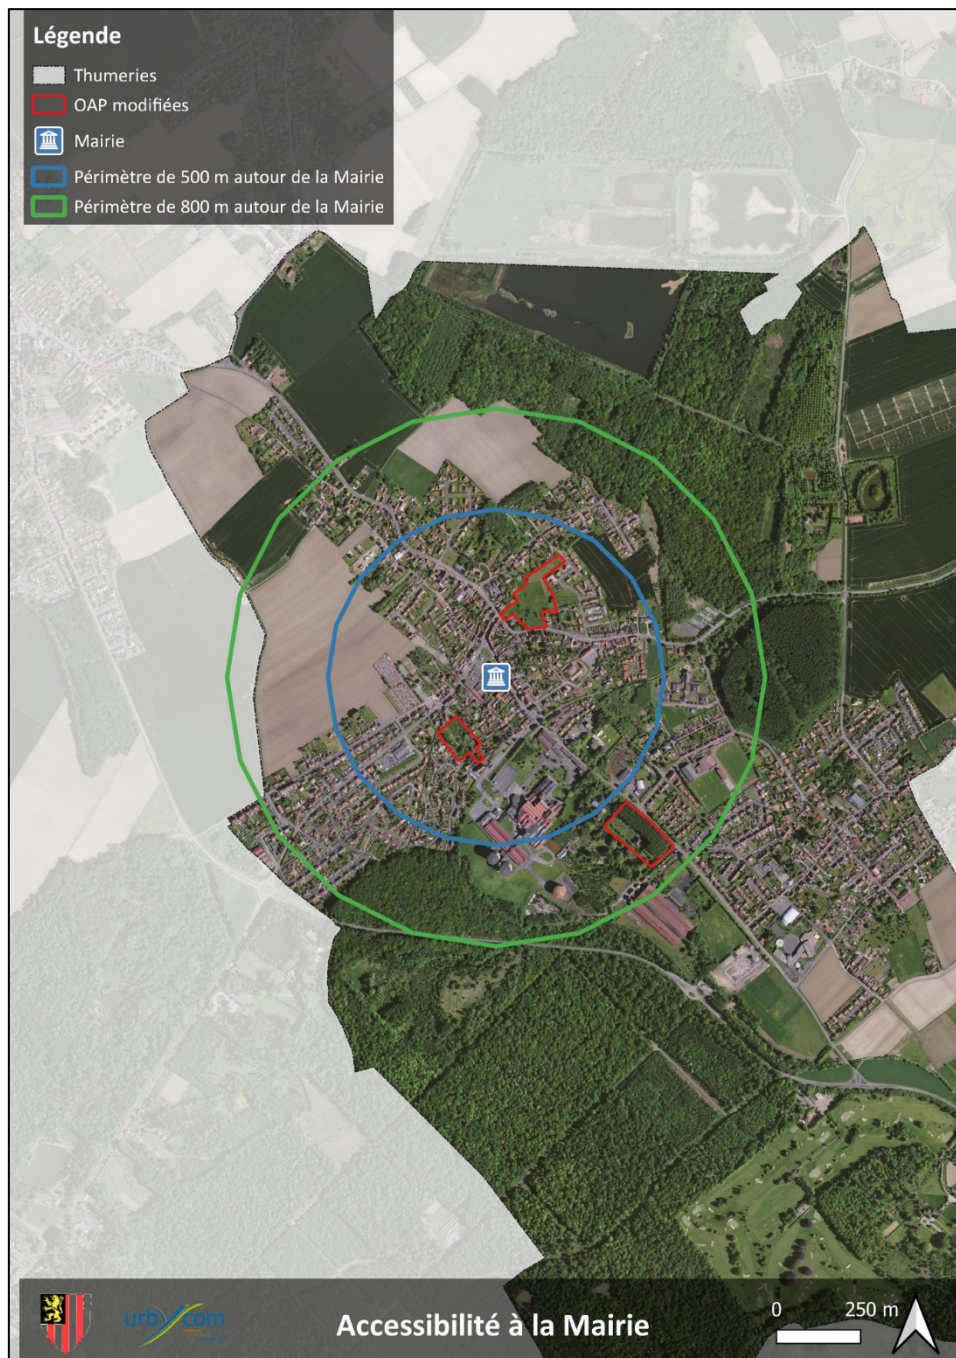 Légende
Thumeries
OAP modifiées
Mairie
Périmètre de 500 m autour de la Mairie
Périmètre de 800 m autour de la Mairie
urbycom
Accessibilité à la Mairie
0 250 m